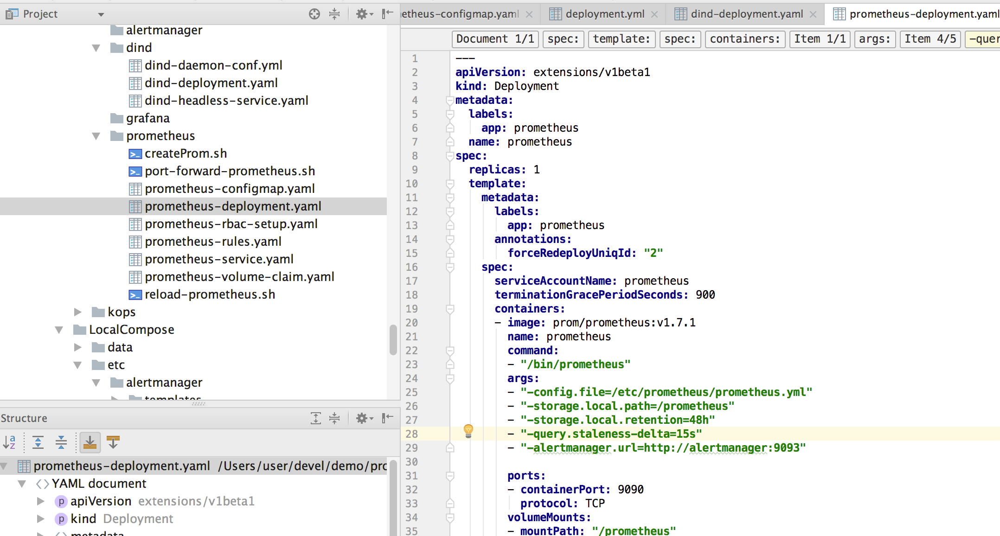 Project
alertmanager
dind
dind-daemon-conf.yml
dind-deployment.yaml
dind-headless-service.yaml
grafana
prometheus
createProm.sh
port-forward-prometheus.sh
prometheus-configmap.yaml
prometheus-deployment.yaml
prometheus-rbac-setup.yaml
prometheus-rules.yaml
prometheus-service.yaml
prometheus-volume-claim.yaml
reload-prometheus.sh
kops
LocalCompose
data
etc
alertmanager
templates
Structure
prometheus-deployment.yaml /Users/user/devel/demo/pro
YAML document
apiVersion extensions/v1beta1
kind Deployment
metadata
etheus-configmap.yaml deployment.yml dind-deployment.yaml prometheus-deployment.yaml
Document 1/1 spec: template: spec: containers: Item 1/1 args: Item 4/5 -quer
1 ---
2 apiVersion: extensions/v1beta1
3 kind: Deployment
4 metadata:
5 labels:
6 app: prometheus
7 name: prometheus
8 spec:
9 replicas: 1
10 template:
11 metadata:
12 labels:
13 app: prometheus
14 annotations:
15 forceRedeployUniqId: "2"
16 spec:
17 serviceAccountName: prometheus
18 terminationGracePeriodSeconds: 900
19 containers:
20 - image: prom/prometheus:v1.7.1
21 name: prometheus
22 command:
23 - "/bin/prometheus"
24 args:
25 - "-config.file=/etc/prometheus/prometheus.yml"
26 - "-storage.local.path=/prometheus"
27 - "-storage.local.retention=48h"
28 - "-query.staleness-delta=15s"
29 - "-alertmanager.url=http://alertmanager:9093"
30
31 ports:
32 - containerPort: 9090
33 protocol: TCP
34 volumeMounts:
35 - mountPath: "/prometheus"